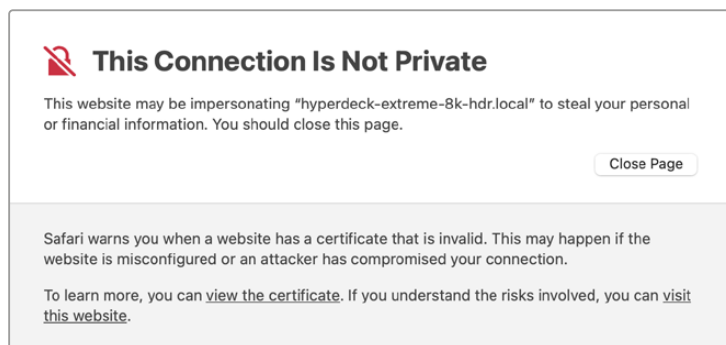 This Connection Is Not Private
This website may be impersonating “hyperdeck-extreme-8k-hdr.local” to steal your personal
or financial information. You should close this page.
Close Page
Safari warns you when a website has a certificate that is invalid. This may happen if the
website is misconfigured or an attacker has compromised your connection.
To learn more, you can view the certificate. If you understand the risks involved, you can visit
this website.